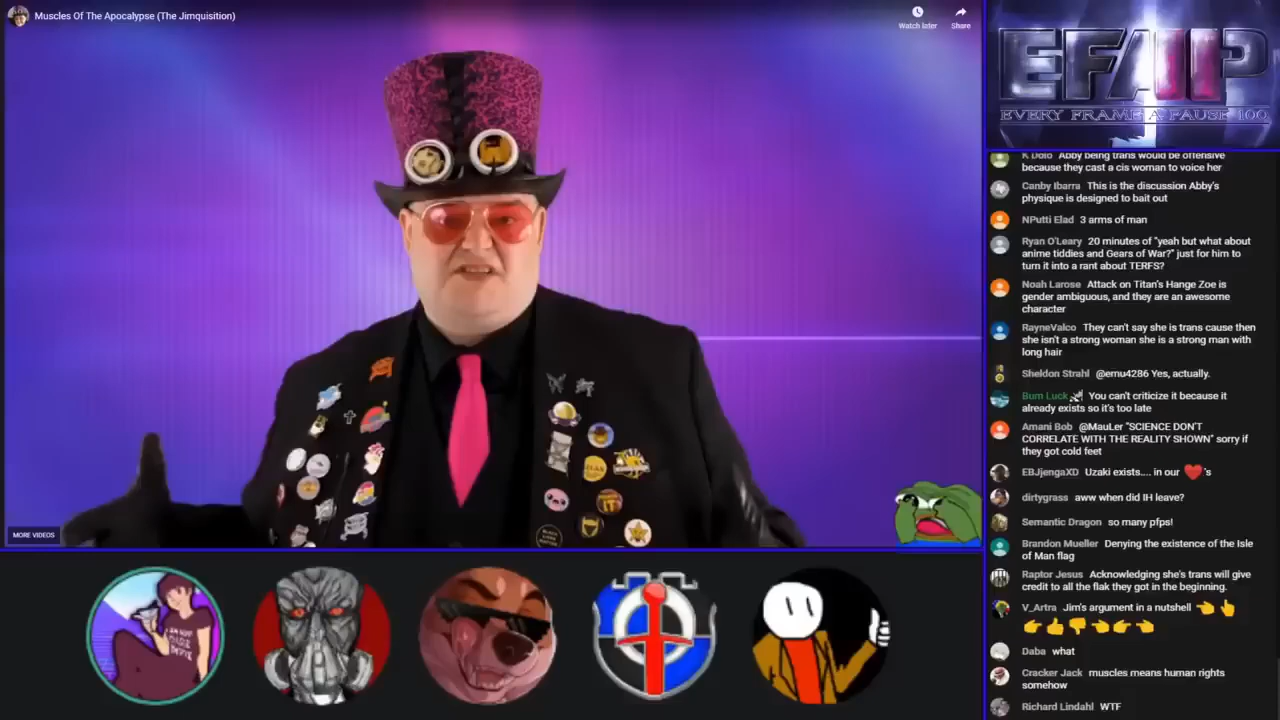 Muscles Of The Apocalypse (The Jimquisition)
Watch later
Share
MORE VIDEOS
EFAP
EVERY FRAME A PAUSE 100
K Dolo Abby being trans would be offensive
because they cast a cis woman to voice her
Canby Ibarra This is the discussion Abby's
physique is designed to bait out
NPutti Elad 3 arms of man
Ryan O'Leary 20 minutes of "yeah but what about
anime tiddies and Gears of War?" just for him to
turn it into a rant about TERFS?
Noah Larose Attack on Titan's Hange Zoe is
gender ambiguous, and they are an awesome
character
RayneValco They can't say she is trans cause then
she isn't a strong woman she is a strong man with
long hair
Sheldon Strahl @emu4286 Yes, actually.
Bum Luck You can't criticize it because it
already exists so it's too late
Amani Bob @MauLer "SCIENCE DON'T
CORRELATE WITH THE REALITY SHOWN" sorry if
they got cold feet
EBJjengaXD Uzaki exists.... in our ❤️'s
dirtygrass aww when did IH leave?
Semantic Dragon so many pfps!
Brandon Mueller Denying the existence of the Isle
of Man flag
Raptor Jesus Acknowledging she's trans will give
credit to all the flak they got in the beginning.
V_Artra Jim's argument in a nutshell 👈👆
👉👍👎👈👉👈
Daba what
Cracker Jack muscles means human rights
somehow
Richard Lindahl WTF